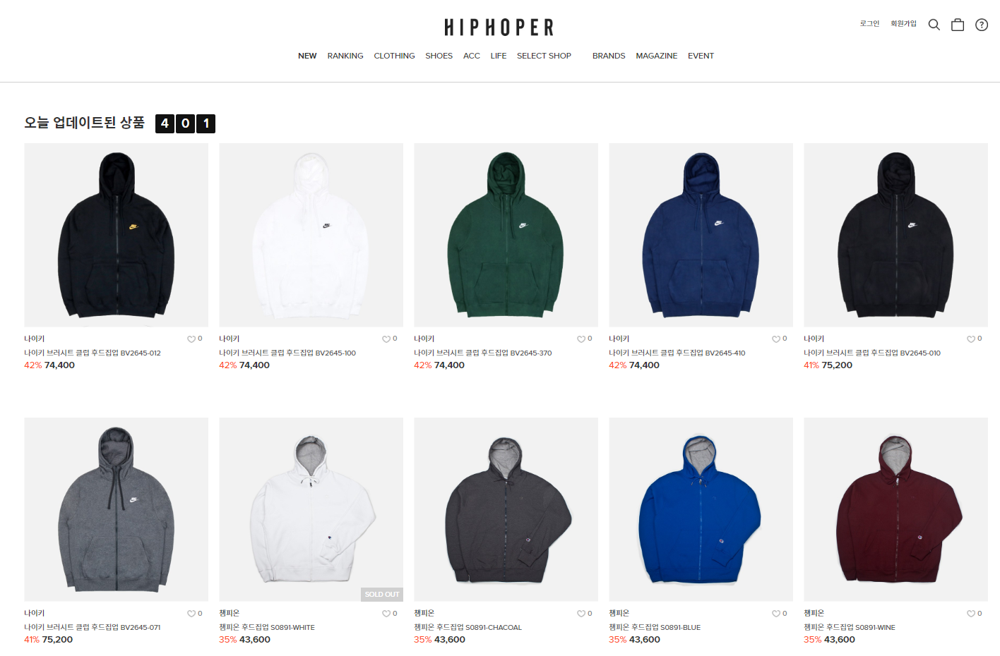 HIPHOPER
로그인 회원가입
NEW RANKING CLOTHING SHOES ACC LIFE SELECT SHOP BRANDS MAGAZINE EVENT
오늘 업데이트된 상품 4 0 1
나이키 0
나이키 브러시트 클럽 후드집업 BV2645-012
42% 74,400
나이키 0
나이키 브러시트 클럽 후드집업 BV2645-100
42% 74,400
나이키 0
나이키 브러시트 클럽 후드집업 BV2645-370
42% 74,400
나이키 0
나이키 브러시트 클럽 후드집업 BV2645-410
42% 74,400
나이키 0
나이키 브러시트 클럽 후드집업 BV2645-010
41% 75,200
나이키 0
나이키 브러시트 클럽 후드집업 BV2645-071
41% 75,200
SOLD OUT
챔피온 0
챔피온 후드집업 S0891-WHITE
35% 43,600
챔피온 0
챔피온 후드집업 S0891-CHACOAL
35% 43,600
챔피온 0
챔피온 후드집업 S0891-BLUE
35% 43,600
챔피온 0
챔피온 후드집업 S0891-WINE
35% 43,600